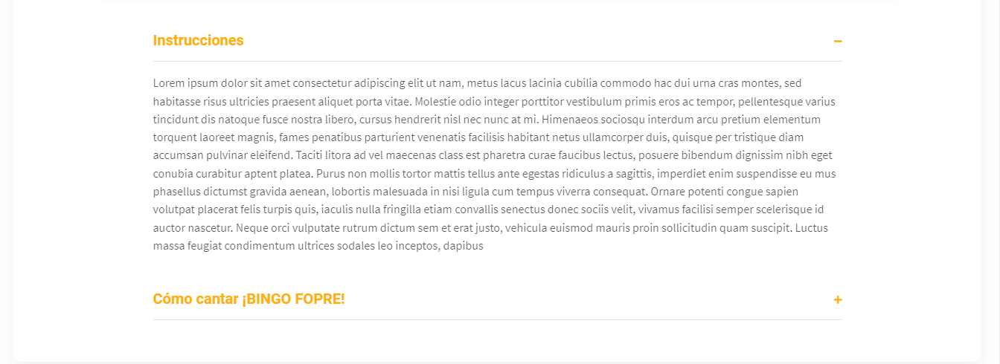 Instrucciones −
Lorem ipsum dolor sit amet consectetur adipiscing elit ut nam, metus lacus lacinia cubilia commodo hac dui urna cras montes, sed
habitasse risus ultricies praesent aliquet porta vitae. Molestie odio integer porttitor vestibulum primis eros ac tempor, pellentesque varius
tincidunt dis natoque fusce nostra libero, cursus hendrerit nisl nec nunc at mi. Himenaeos sociosqu interdum arcu pretium elementum
torquent laoreet magnis, fames penatibus parturient venenatis facilisis habitant netus ullamcorper duis, quisque per tristique diam
accumsan pulvinar eleifend. Taciti litora ad vel maecenas class est pharetra curae faucibus lectus, posuere bibendum dignissim nibh eget
conubia curabitur aptent platea. Purus non mollis tortor mattis tellus ante egestas ridiculus a sagittis, imperdiet enim suspendisse eu mus
phasellus dictumst gravida aenean, lobortis malesuada in nisi ligula cum tempus viverra consequat. Ornare potenti congue sapien
volutpat placerat felis turpis quis, iaculis nulla fringilla etiam convallis senectus donec sociis velit, vivamus facilisi semper scelerisque id
auctor nascetur. Neque orci vulputate rutrum dictum sem et erat justo, vehicula euismod mauris proin sollicitudin quam suscipit. Luctus
massa feugiat condimentum ultrices sodales leo inceptos, dapibus
Cómo cantar ¡BINGO FOPRE! +